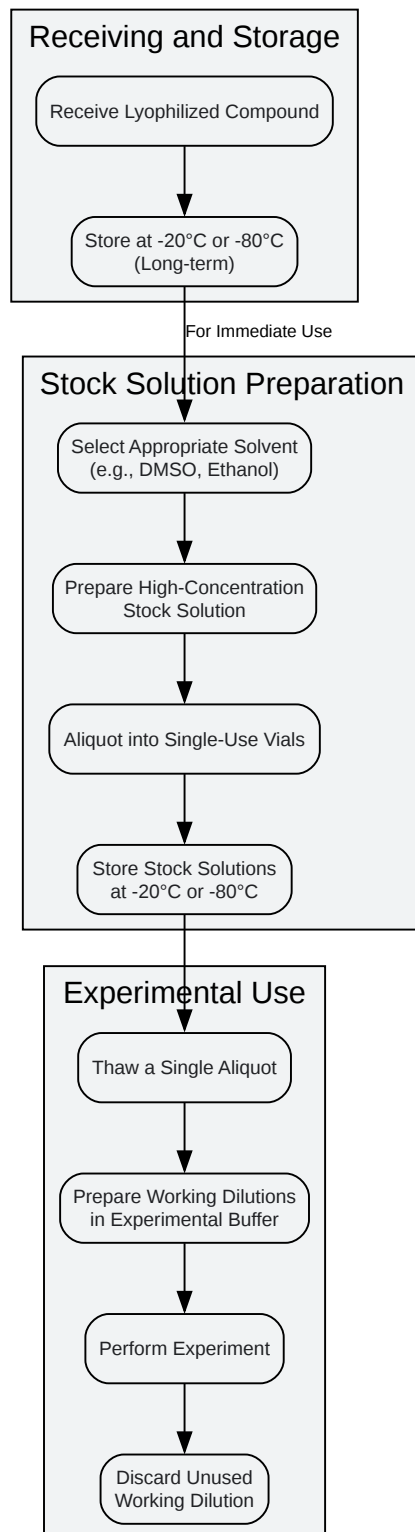 Receiving and Storage
Receive Lyophilized Compound
Store at -20°C or -80°C
(Long-term)
For Immediate Use
Stock Solution Preparation
Select Appropriate Solvent
(e.g., DMSO, Ethanol)
Prepare High-Concentration
Stock Solution
Aliquot into Single-Use Vials
Store Stock Solutions
at -20°C or -80°C
Experimental Use
Thaw a Single Aliquot
Prepare Working Dilutions
in Experimental Buffer
Perform Experiment
Discard Unused
Working Dilution